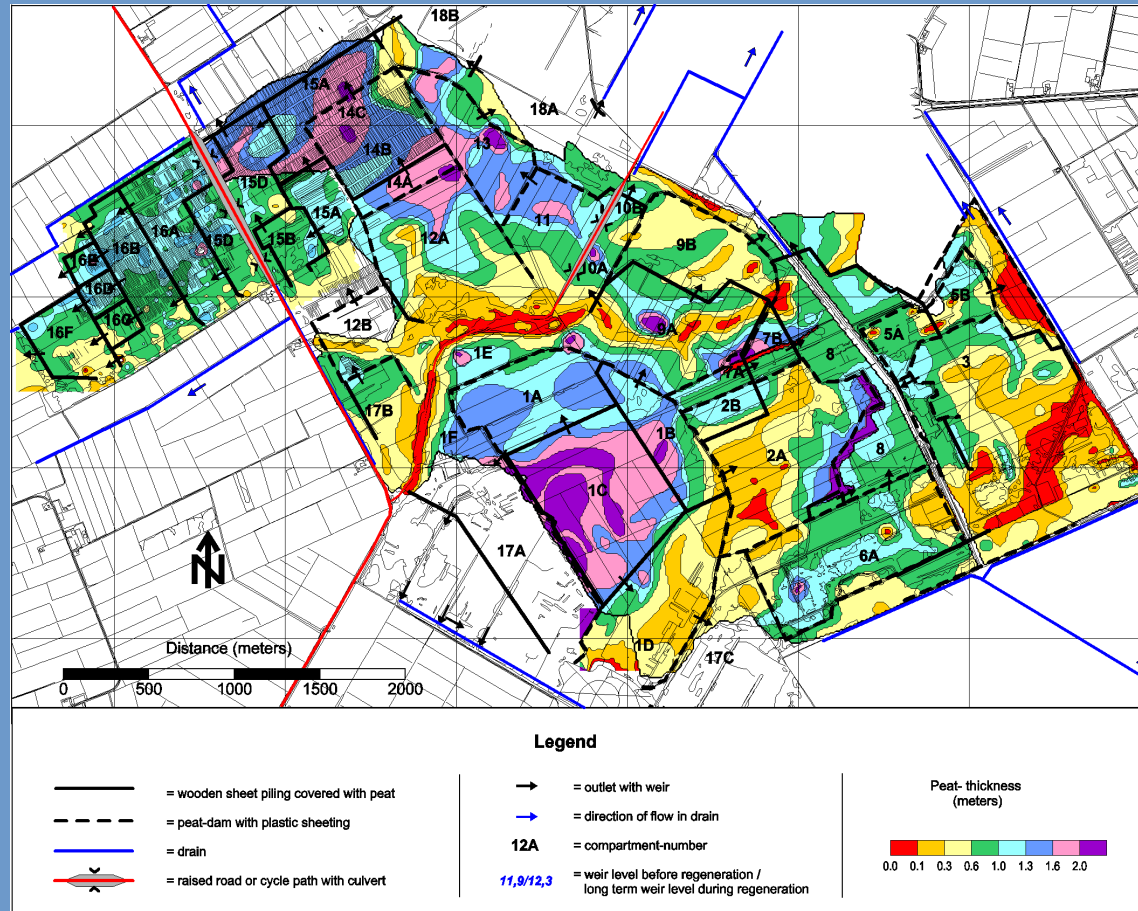 18B
18A
15A
14C
14B
13
14A
15D
15A
11
10B
16A
15D
15B
12A
9B
16B
16E
10A
5B
16D
12B
16C
16F
9A
7B
5A
1E
8
3
7A
1A
2B
17B
1F
1B
2A
8
1C
17A
6A
N
1D
17C
Distance (meters)
0 500 1000 1500 2000
Legend
= wooden sheet piling covered with peat
= peat-dam with plastic sheeting
= drain
= raised road or cycle path with culvert
= outlet with weir
= direction of flow in drain
12A = compartment-number
11,9/12,3 = weir level before regeneration /
long term weir level during regeneration
Peat- thickness
(meters)
0.0 0.1 0.3 0.6 1.0 1.3 1.6 2.0